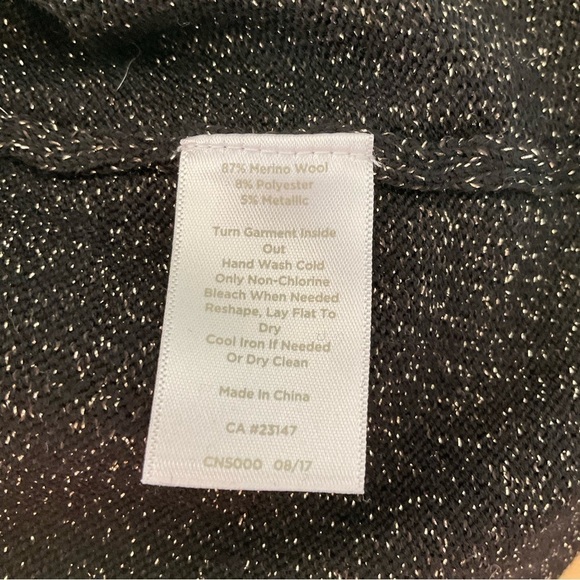 87% Merino Wool
8% Polyester
5% Metallic
Turn Garment Inside
Out
Hand Wash Cold
Only Non-Chlorine
Bleach When Needed
Reshape, Lay Flat To
Dry
Cool Iron If Needed
Or Dry Clean
Made In China
CA #23147
CN5000 08/17